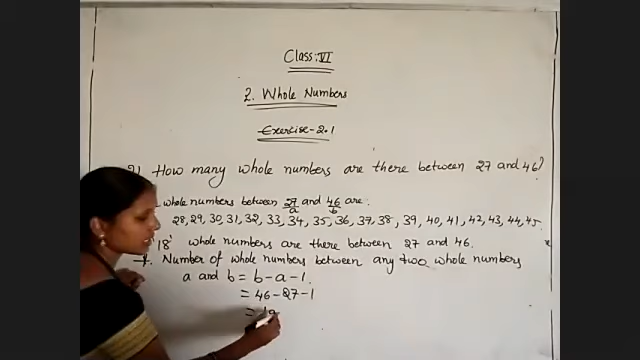 Class: VI
2. Whole Numbers
Exercise-2.1
How many whole numbers are there between 27 and 46?
whole numbers between 27 and 46 are
a b
28, 29, 30, 31, 32, 33, 34, 35, 36, 37, 38, 39, 40, 41, 42, 43, 44, 45.
'18' whole numbers are there between 27 and 46.
*. Number of whole numbers between any two whole numbers
a and b = b-a-1.
= 46-27-1
= 19